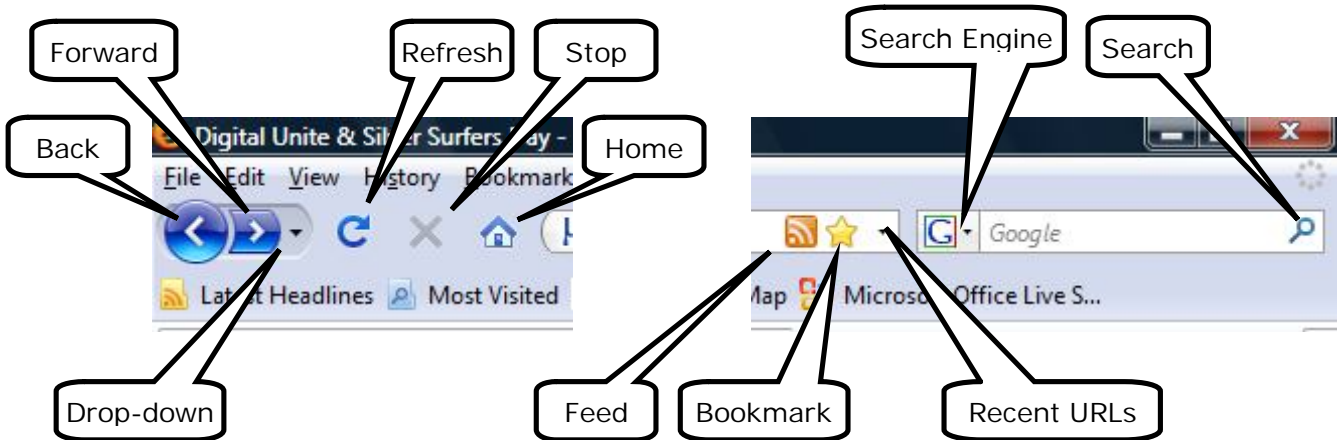 Forward
Refresh
Stop
Search Engine
Search
Back
Home
Digital Unite & Silver Surfers Day -
File Edit View History Bookmark
G Google
Latest Headlines Most Visited
Map Microsoft Office Live S...
Drop-down
Feed
Bookmark
Recent URLs